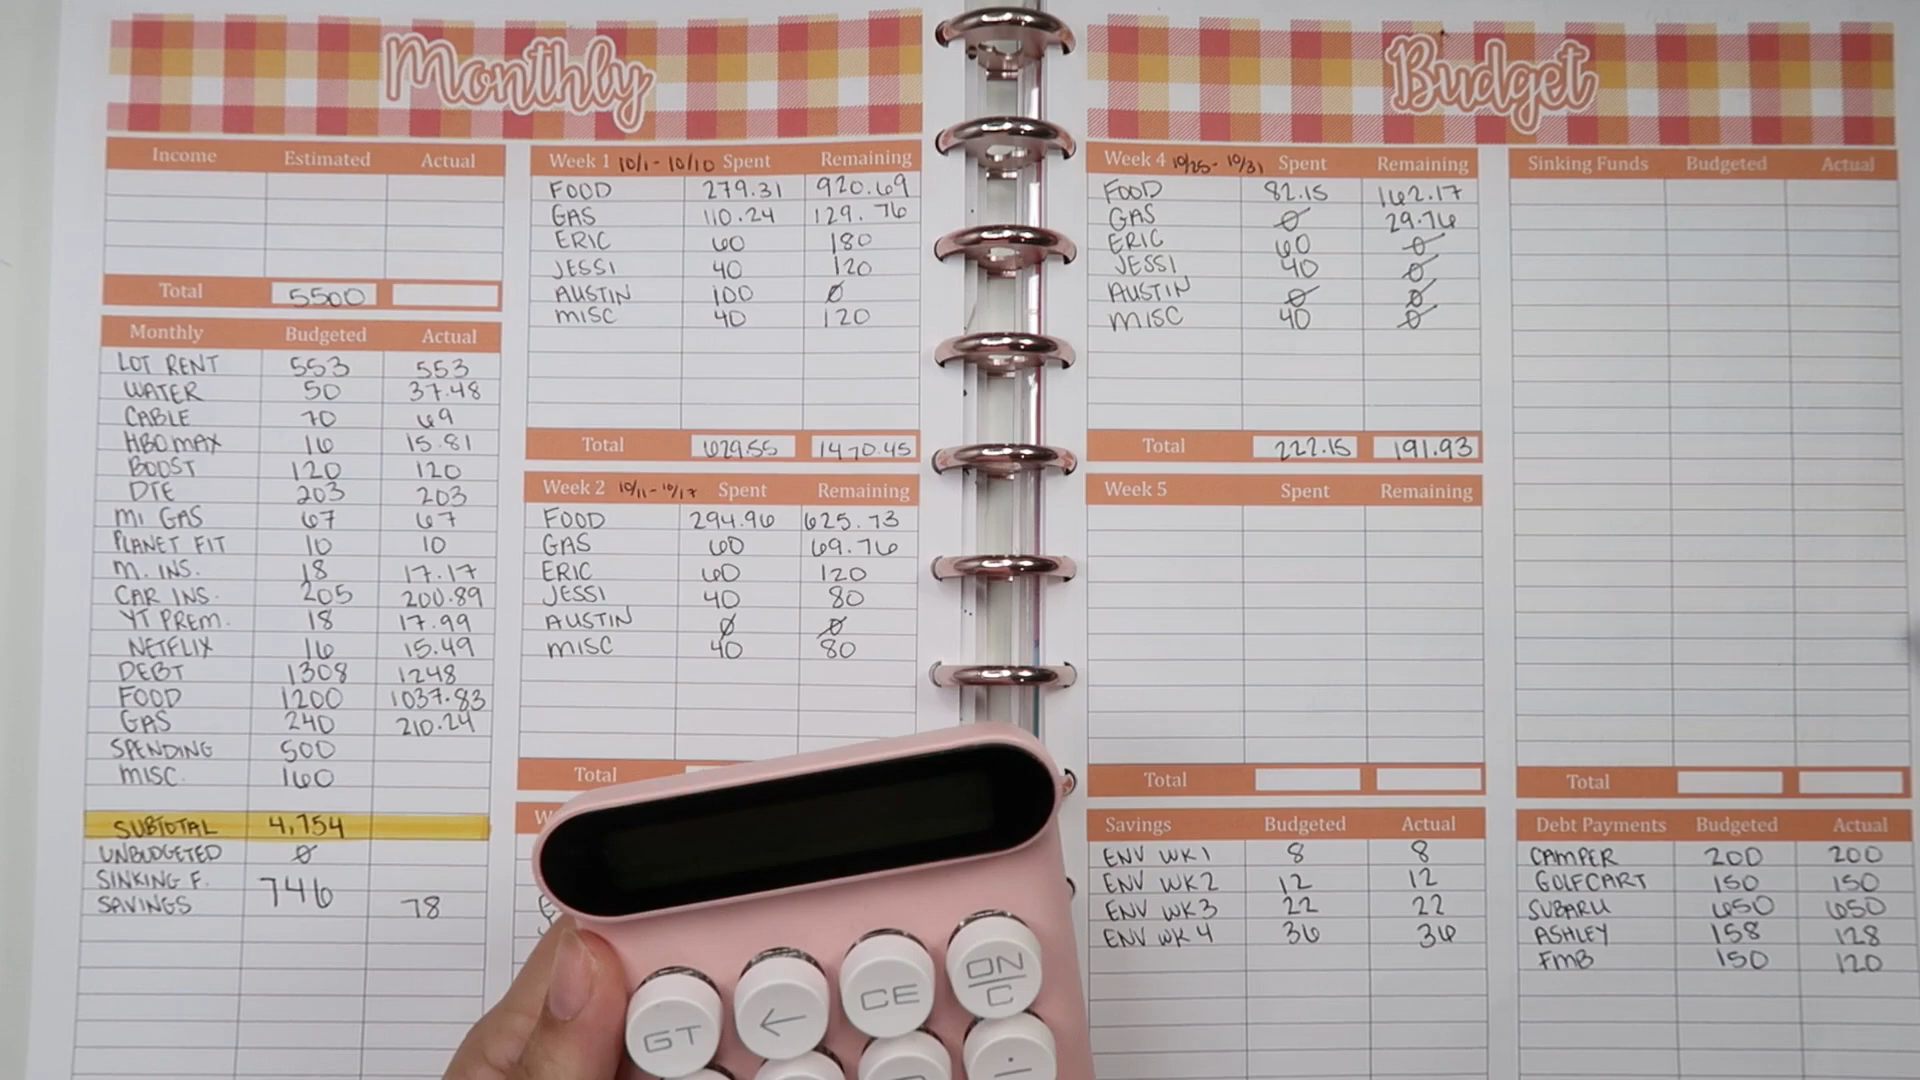 Monthly
Income Estimated Actual
Total 5500
Monthly Budgeted Actual
LOT RENT 553 553
WATER 50 37.48
CABLE 70 69
HBOMAX 16 15.81
BOOST 120 120
DTE 203 203
MI GAS 67 67
PLANET FIT 10 10
M. INS. 18 17.17
CAR INS. 205 200.89
YT PREM. 18 17.99
NETFLIX 16 15.49
DEBT 1308 1248
FOOD 1200 1037.83
GAS 240 210.24
SPENDING 500
MISC. 160
SUBTOTAL 4,754
UNBUDGETED Ø
SINKING F. 746
SAVINGS 78
Week 1 10/1 - 10/10 Spent Remaining
FOOD 279.31 920.69
GAS 110.24 129.76
ERIC 60 180
JESSI 40 120
AUSTIN 100 Ø
MISC 40 120
Total 629.55 1470.45
Week 2 10/11 - 10/17 Spent Remaining
FOOD 294.96 625.73
GAS 60 69.76
ERIC 60 120
JESSI 40 80
AUSTIN Ø Ø
MISC 40 80
Total
GT ← CE ON/C
Budget
Week 4 10/25 - 10/31 Spent Remaining
FOOD 82.15 162.17
GAS Ø 29.76
ERIC 60 Ø
JESSI 40 Ø
AUSTIN Ø Ø
MISC 40 Ø
Total 222.15 191.93
Week 5 Spent Remaining
Total
Savings Budgeted Actual
ENV WK1 8 8
ENV WK2 12 12
ENV WK3 22 22
ENV WK4 36 36
Sinking Funds Budgeted Actual
Total
Debt Payments Budgeted Actual
CAMPER 200 200
GOLFCART 150 150
SUBARU 650 650
ASHLEY 158 128
FMB 150 120